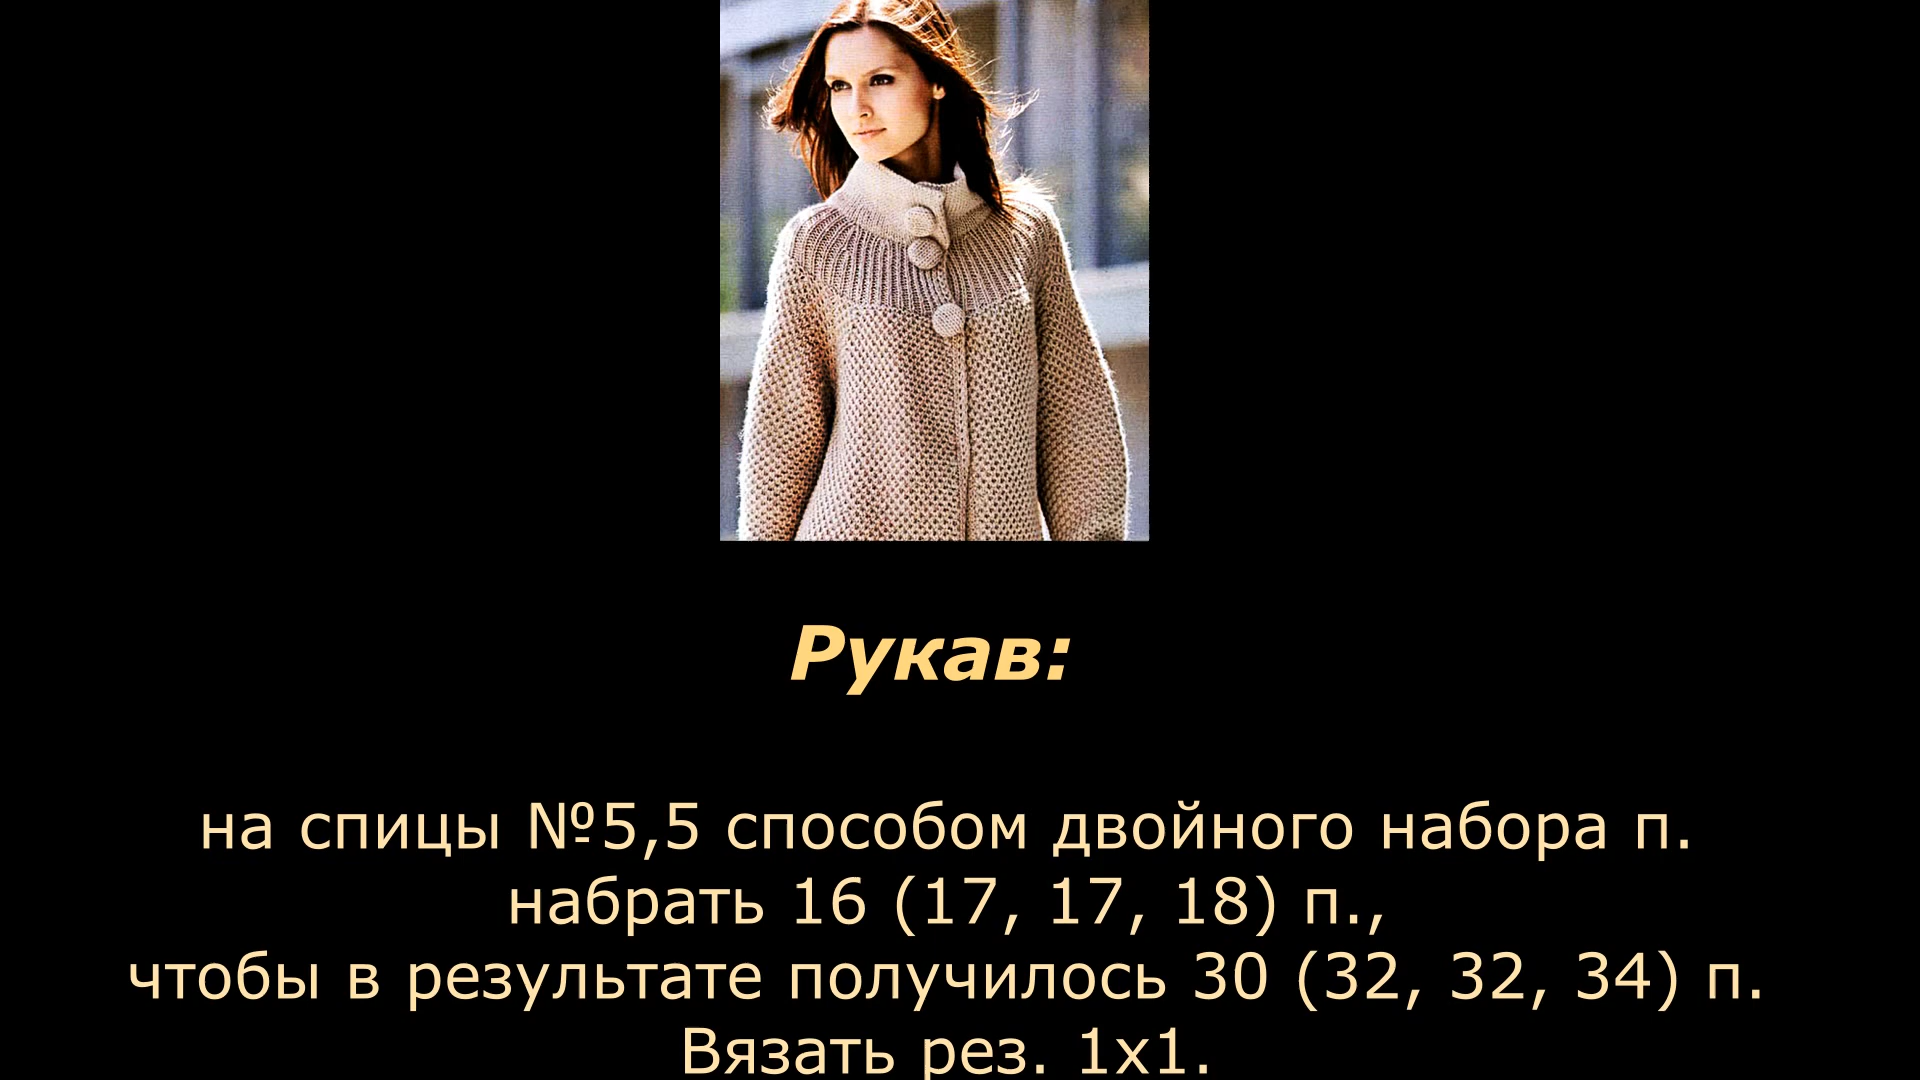 Рукав:
на спицы №5,5 способом двойного набора п.
набрать 16 (17, 17, 18) п.,
чтобы в результате получилось 30 (32, 32, 34) п.
Вязать рез. 1х1.